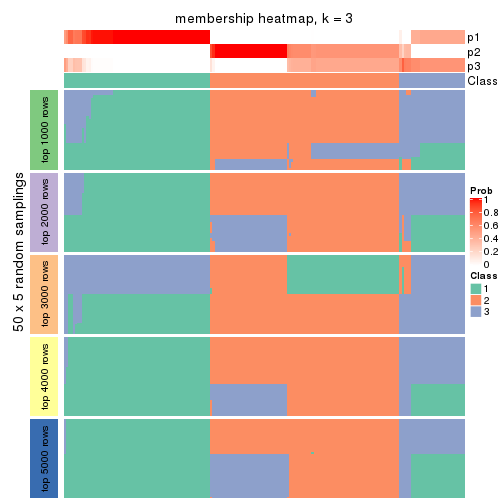 membership heatmap, k = 3
p1
p2
p3
Class
50 x 5 random samplings
top 1000 rows
top 2000 rows
top 3000 rows
top 4000 rows
top 5000 rows
Prob
1
0.8
0.6
0.4
0.2
0
Class
1
2
3